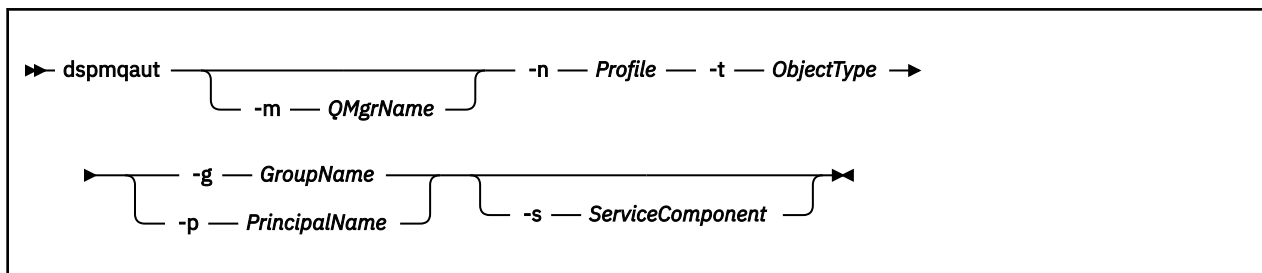 dspmqaut -n Profile -t ObjectType
-m QMgrName
-g GroupName
-p PrincipalName -s ServiceComponent